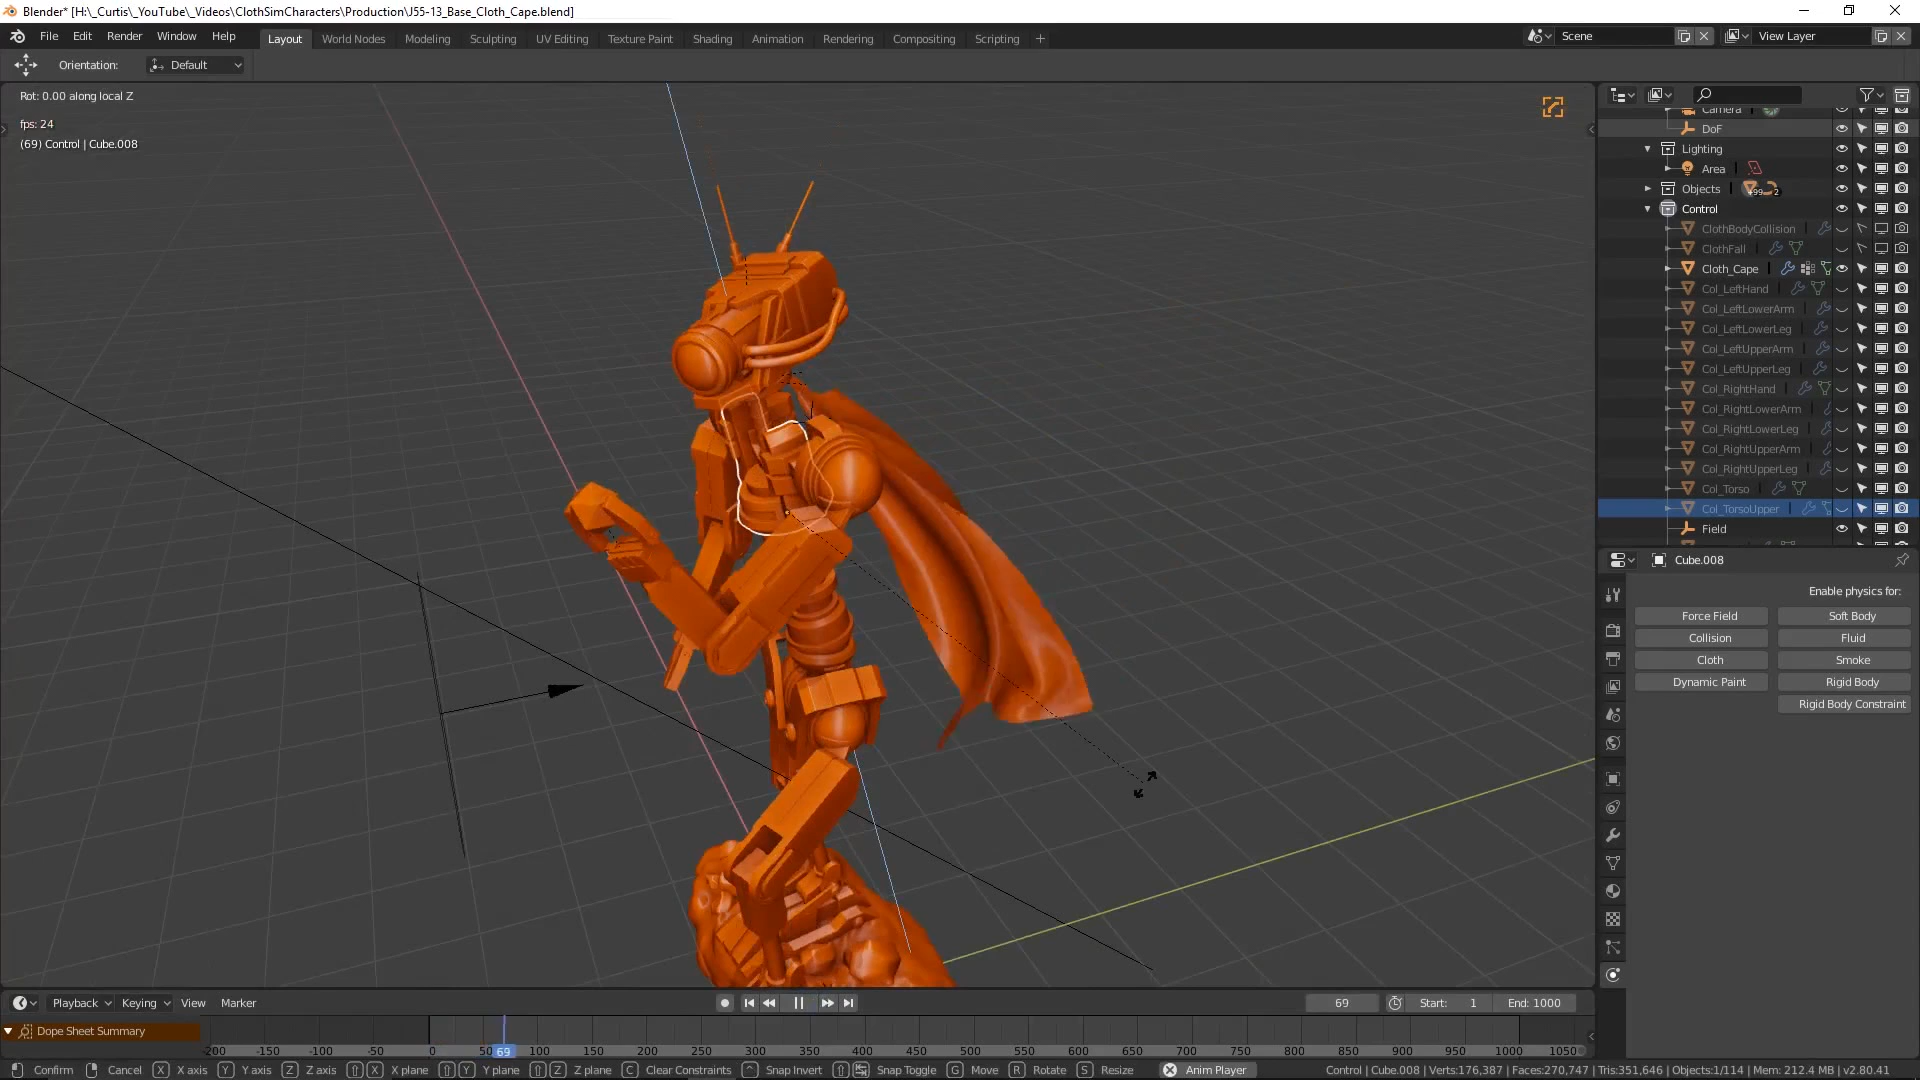 Blender* [H:\_Curtis\_YouTube\_Videos\ClothSimCharacters\Production\J55-13_Base_Cloth_Cape.blend]
File Edit Render Window Help Layout World Nodes Modeling Sculpting UV Editing Texture Paint Shading Animation Rendering Compositing Scripting + Scene View Layer
Orientation: Default
Rot: 0.00 along local Z
fps: 24
(69) Control | Cube.008
Camera
DoF
Lighting
Area
Objects +99 2
Control
ClothBodyCollision
ClothFall
Cloth_Cape
Col_LeftHand
Col_LeftLowerArm
Col_LeftLowerLeg
Col_LeftUpperArm
Col_LeftUpperLeg
Col_RightHand
Col_RightLowerArm
Col_RightLowerLeg
Col_RightUpperArm
Col_RightUpperLeg
Col_Torso
Col_TorsoUpper
Field
Cube.008
Enable physics for:
Force Field Soft Body
Collision Fluid
Cloth Smoke
Dynamic Paint Rigid Body
Rigid Body Constraint
Playback Keying View Marker 69 Start: 1 End: 1000
Dope Sheet Summary
-200 -150 -100 -50 0 50 69 100 150 200 250 300 350 400 450 500 550 600 650 700 750 800 850 900 950 1000 1050
Confirm Cancel X X axis Y Y axis Z Z axis X X plane Y Y plane Z Z plane C Clear Constraints ^ Snap Invert Snap Toggle G Move R Rotate S Resize Anim Player Control | Cube.008 | Verts:176,387 | Faces:270,747 | Tris:351,646 | Objects:1/114 | Mem: 212.4 MB | v2.80.41